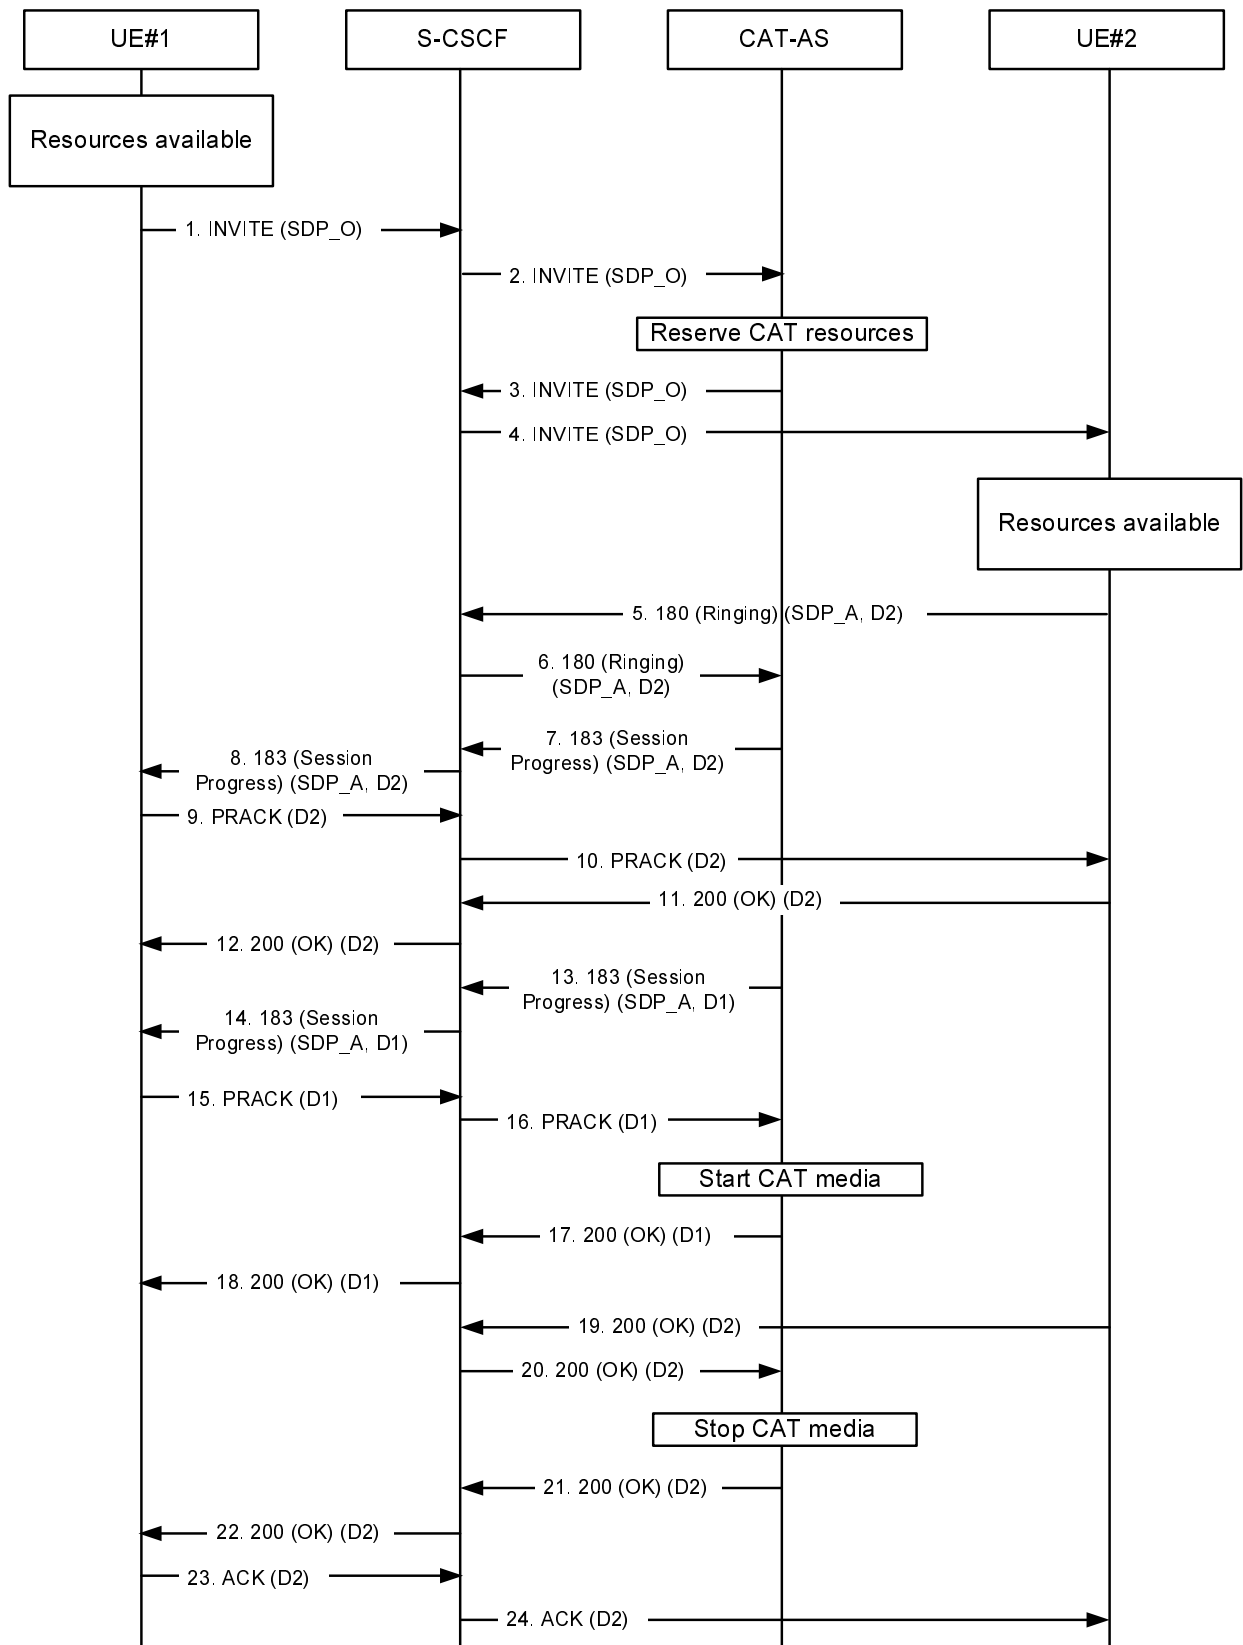 UE#1
S-CSCF
CAT-AS
UE#2
Resources available
1. INVITE (SDP_O)
2. INVITE (SDP_O)
Reserve CAT resources
3. INVITE (SDP_O)
4. INVITE (SDP_O)
Resources available
5. 180 (Ringing) (SDP_A, D2)
6. 180 (Ringing)
(SDP_A, D2)
7. 183 (Session
Progress) (SDP_A, D2)
8. 183 (Session
Progress) (SDP_A, D2)
9. PRACK (D2)
10. PRACK (D2)
11. 200 (OK) (D2)
12. 200 (OK) (D2)
13. 183 (Session
Progress) (SDP_A, D1)
14. 183 (Session
Progress) (SDP_A, D1)
15. PRACK (D1)
16. PRACK (D1)
Start CAT media
17. 200 (OK) (D1)
18. 200 (OK) (D1)
19. 200 (OK) (D2)
20. 200 (OK) (D2)
Stop CAT media
21. 200 (OK) (D2)
22. 200 (OK) (D2)
23. ACK (D2)
24. ACK (D2)